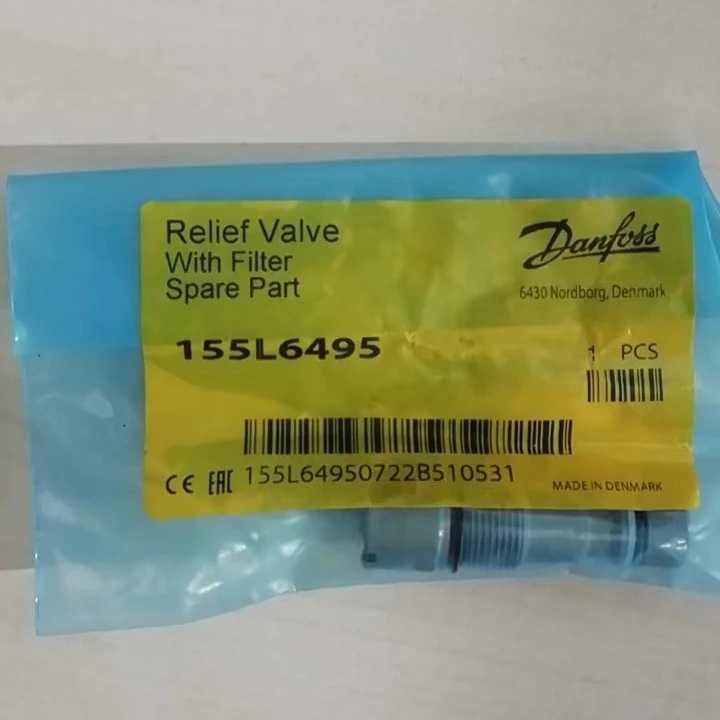 Relief Valve
With Filter
Spare Part
Danfoss
6430 Nordborg, Denmark
155L6495
1 PCS
155L64950722B510531
CE EAC
MADE IN DENMARK